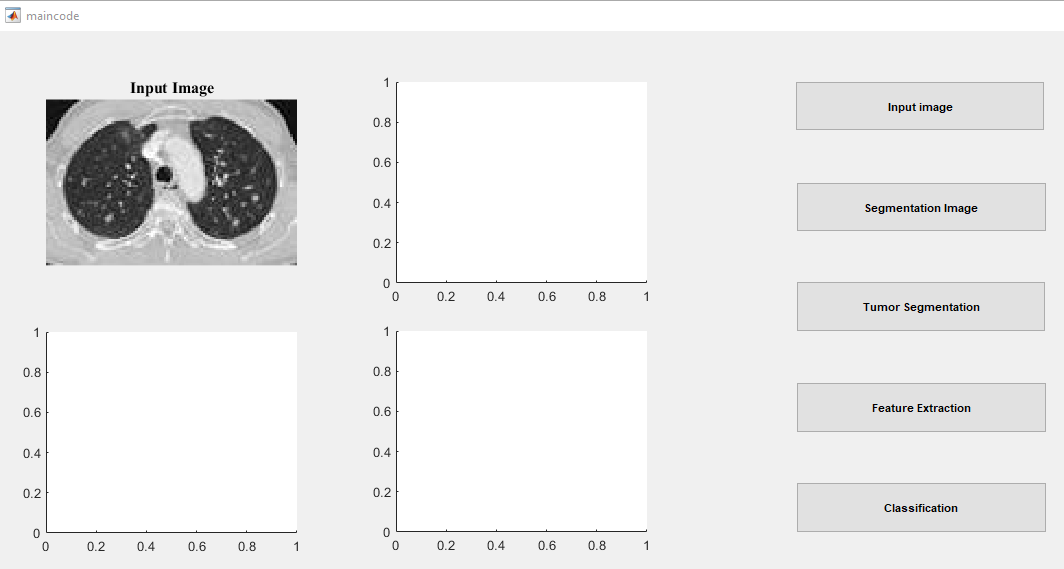 maincode
Input Image
1
0.8
0.6
0.4
0.2
0
0 0.2 0.4 0.6 0.8 1
1
0.8
0.6
0.4
0.2
0
0 0.2 0.4 0.6 0.8 1
1
0.8
0.6
0.4
0.2
0
0 0.2 0.4 0.6 0.8 1
Input image
Segmentation Image
Tumor Segmentation
Feature Extraction
Classification